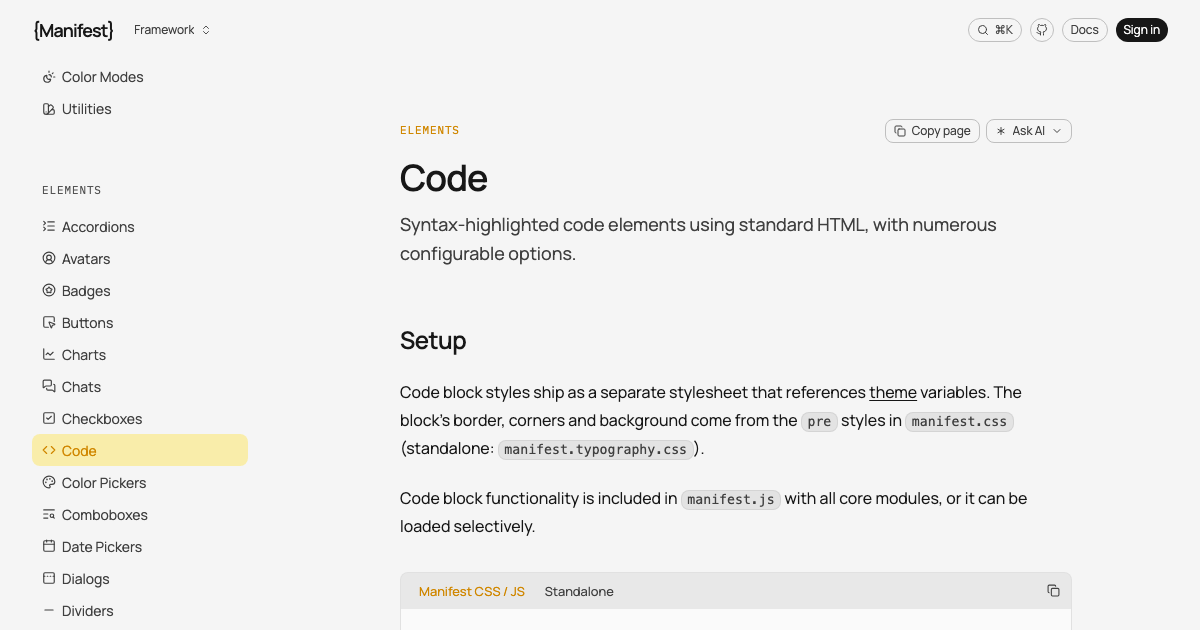 {Manifest}
Framework
⌘K
Docs
Sign in
Color Modes
Utilities
ELEMENTS
Accordions
Avatars
Badges
Buttons
Charts
Chats
Checkboxes
Code
Color Pickers
Comboboxes
Date Pickers
Dialogs
Dividers
ELEMENTS
Copy page
Ask AI
Code
Syntax-highlighted code elements using standard HTML, with numerous
configurable options.
Setup
Code block styles ship as a separate stylesheet that references theme variables. The
block's border, corners and background come from the pre styles in manifest.css
(standalone: manifest.typography.css).
Code block functionality is included in manifest.js with all core modules, or it can be
loaded selectively.
Manifest CSS / JS
Standalone